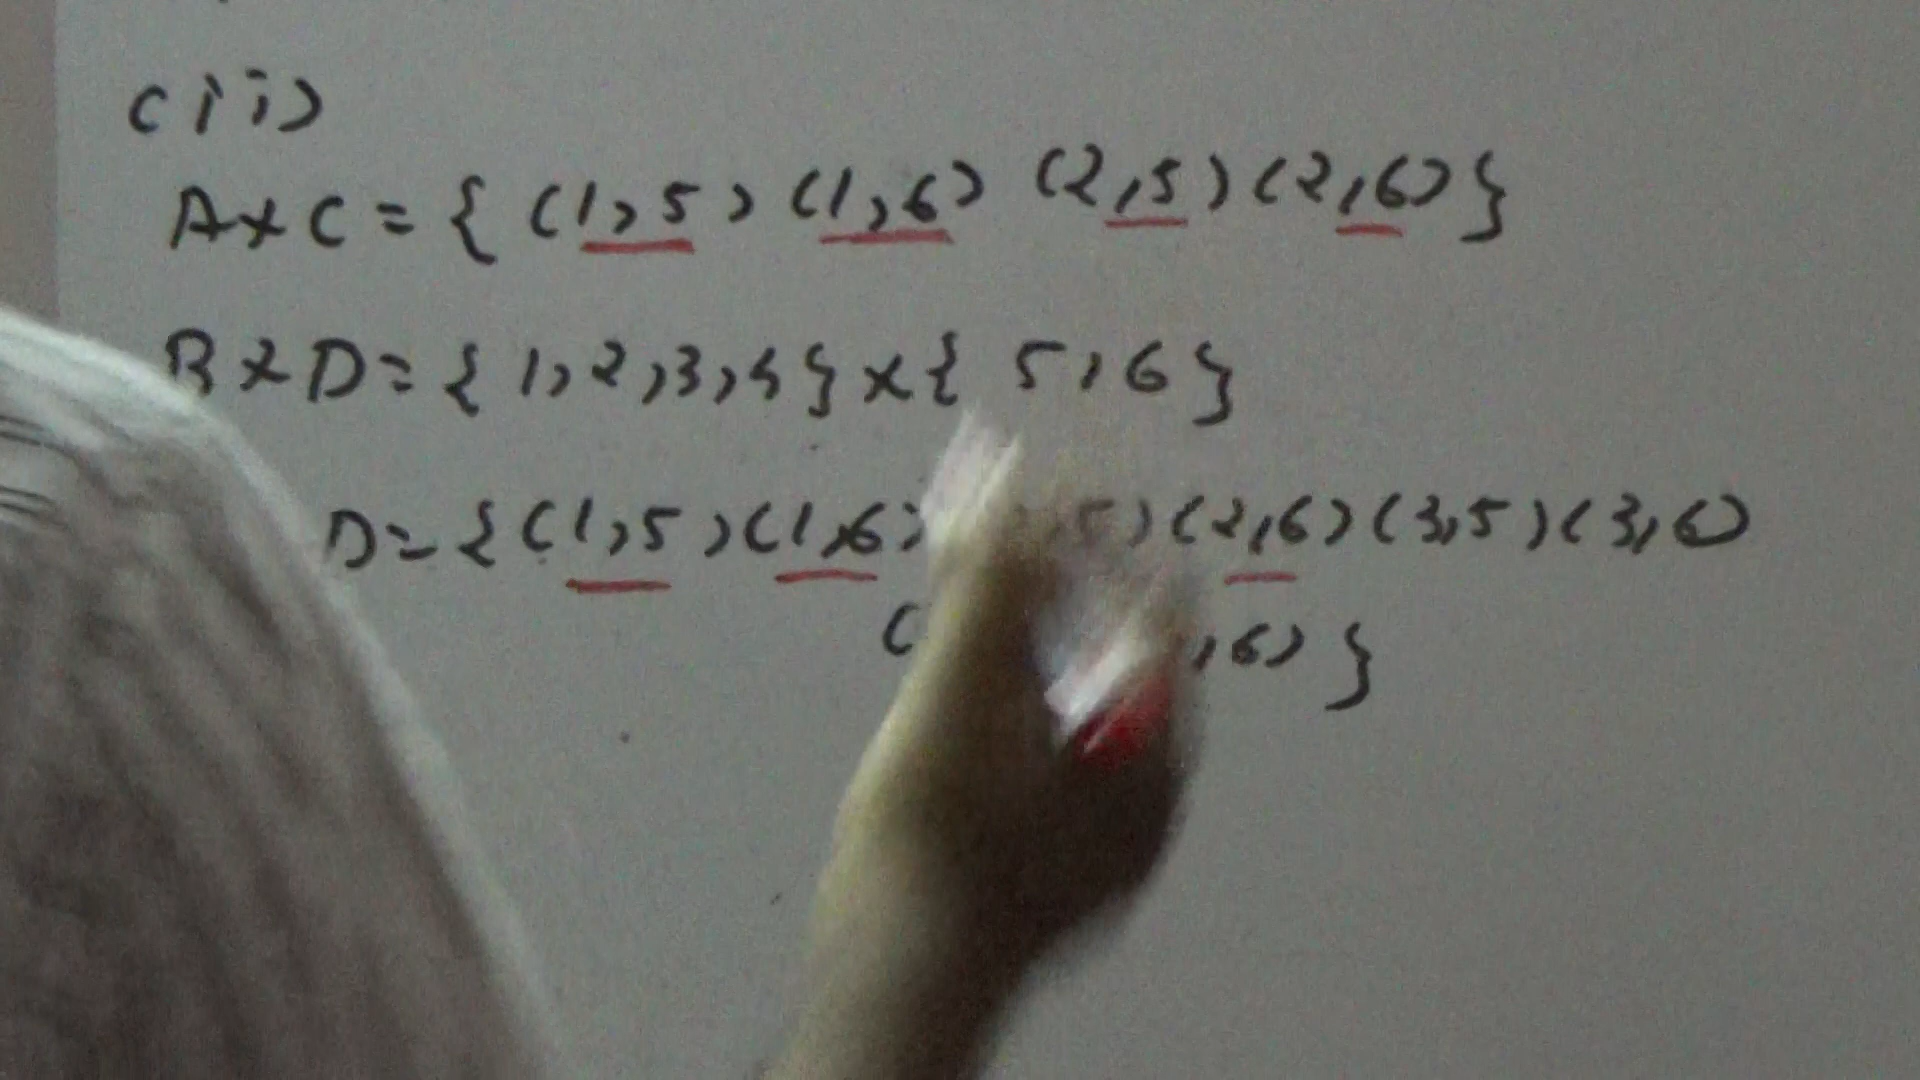 (ii)
A×C={(1,5)(1,6)(2,5)(2,6)}
B×D={1,2,3,4}×{5,6}
D={(1,5)(1,6) 5)(2,6)(3,5)(3,6)
( ,6)}